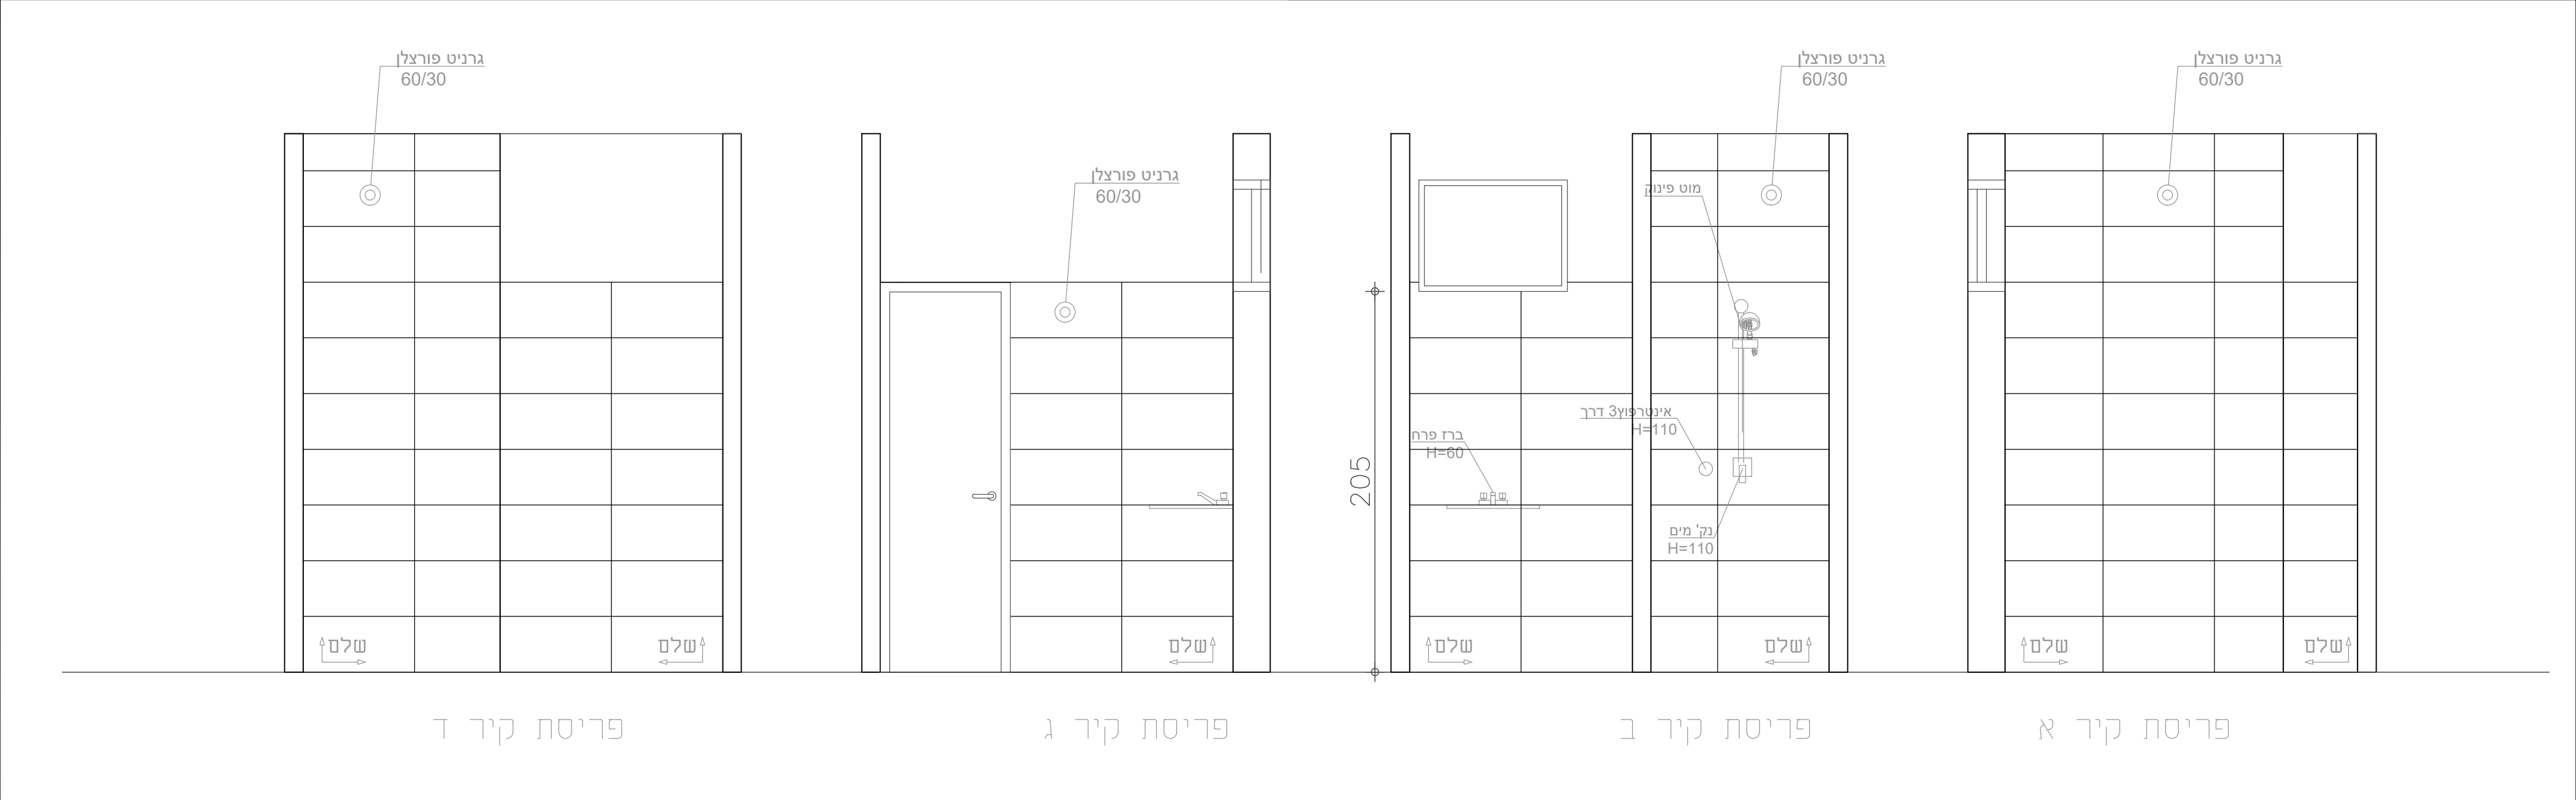 גרניט פורצלן
60/30
גרניט פורצלן
60/30
גרניט פורצלן
60/30
גרניט פורצלן
60/30
מוט פינוק
אינטרפוץ3 דרך
H=110
ברז פרח
H=60
205
נק' מים
H=110
שלם
שלם
שלם
שלם
שלם
שלם
שלם
פריסת קיר א
פריסת קיר ב
פריסת קיר ג
פריסת קיר ד